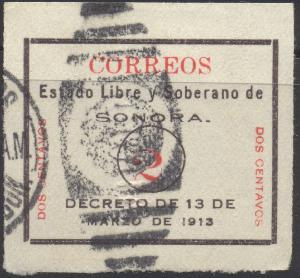 CORREOS
Estado Libre y Soberano de
SONORA.
DOS CENTAVOS
2
DOS CENTAVOS
DECRETO DE 13 DE
MARZO DE 1913
A.M.